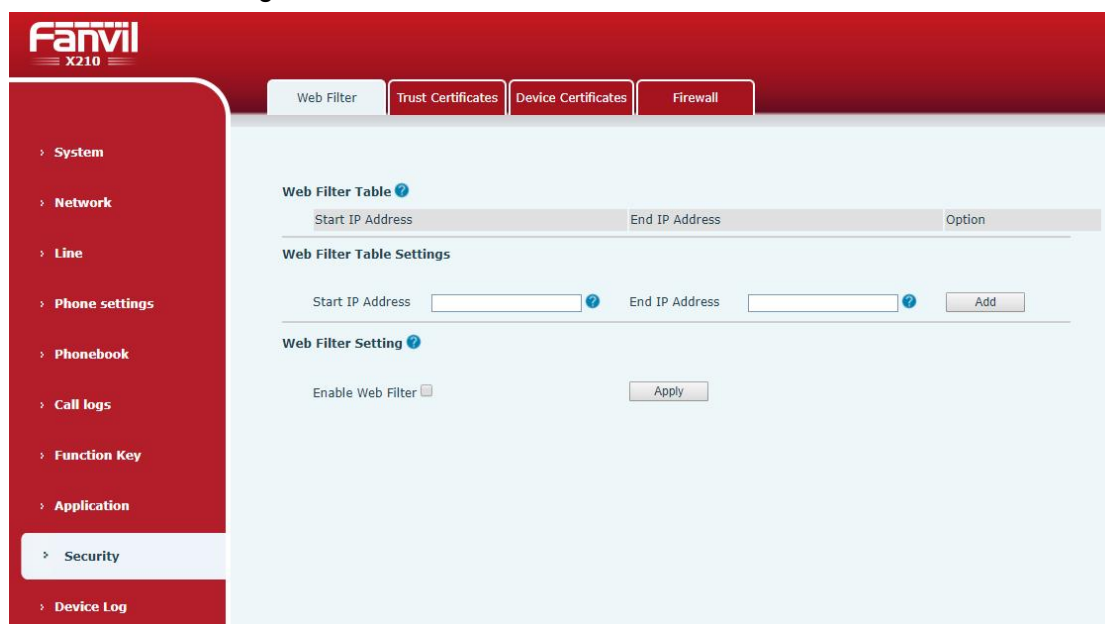 Fanvil
X210
Web Filter
Trust Certificates
Device Certificates
Firewall
System
Network
Line
Phone settings
Phonebook
Call logs
Function Key
Application
Security
Device Log
Web Filter Table
Start IP Address End IP Address Option
Web Filter Table Settings
Start IP Address End IP Address Add
Web Filter Setting
Enable Web Filter Apply